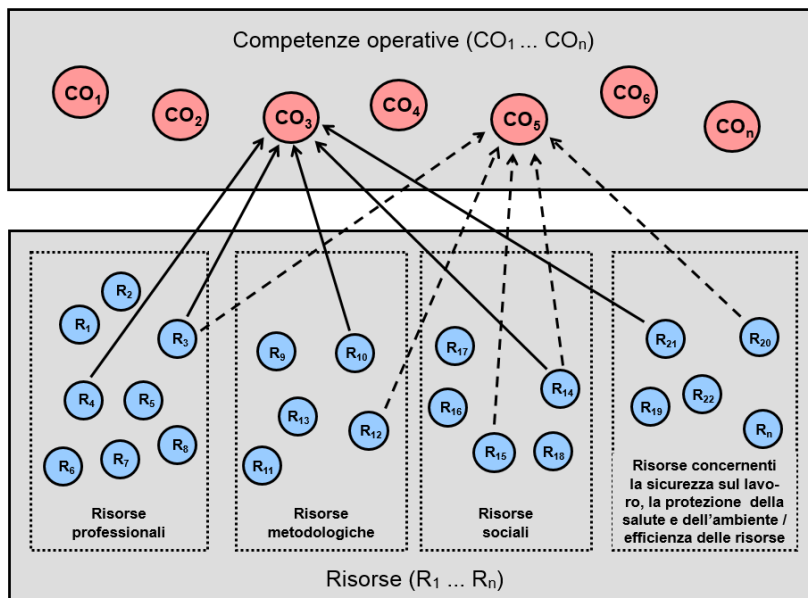 Competenze operative (CO₁ ... COₙ)
CO₁
CO₂
CO₃
CO₄
CO₅
CO₆
COₙ
R₁
R₂
R₃
R₄
R₅
R₆
R₇
R₈
Risorse
professionali
R₉
R₁₀
R₁₃
R₁₂
R₁₁
Risorse
metodologiche
R₁₇
R₁₄
R₁₆
R₁₅
R₁₈
Risorse
sociali
R₂₁
R₂₀
R₁₉
R₂₂
Rₙ
Risorse concernenti
la sicurezza sul lavo-
ro, la protezione della
salute e dell’ambiente /
efficienza delle risorse
Risorse (R₁ ... Rₙ)